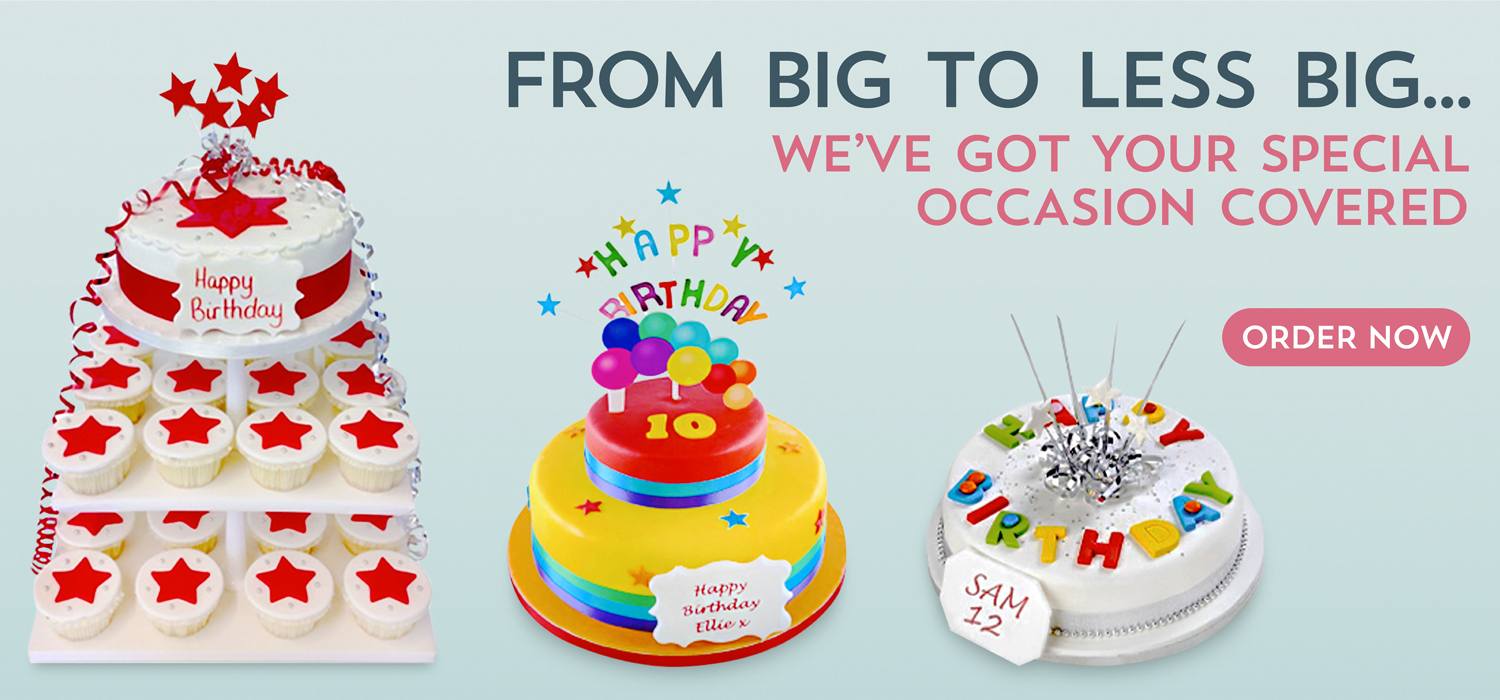 FROM BIG TO LESS BIG...
WE'VE GOT YOUR SPECIAL
OCCASION COVERED
ORDER NOW
Happy
Birthday
HAPPY
BIRTHDAY
10
Happy
Birthday
Ellie x
HAPPY
BIRTHDAY
SAM
12